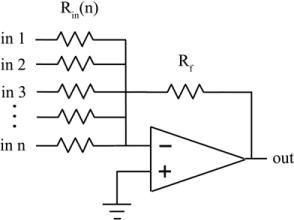 R_in(n)
in 1
in 2
in 3
in n
R_f
−
+
out